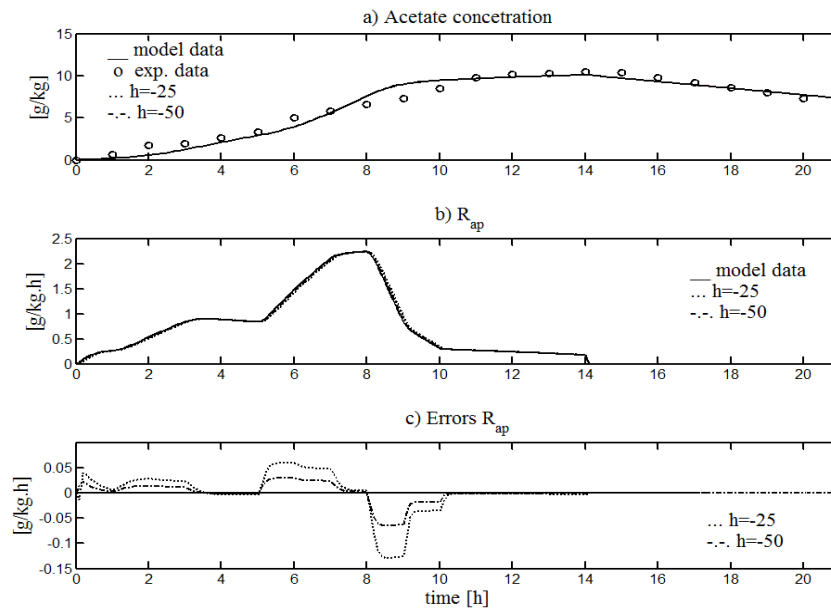 a) Acetate concetration
15
10
5
0
[g/kg]
__ model data
o exp. data
... h=-25
-.-. h=-50
0 2 4 6 8 10 12 14 16 18 20
b) Rap
2.5
2
1.5
1
0.5
0
[g/kg.h]
__ model data
... h=-25
-.-. h=-50
0 2 4 6 8 10 12 14 16 18 20
c) Errors Rap
0.05
0
-0.05
-0.1
-0.15
[g/kg.h]
... h=-25
-.-. h=-50
0 2 4 6 8 10 12 14 16 18 20
time [h]